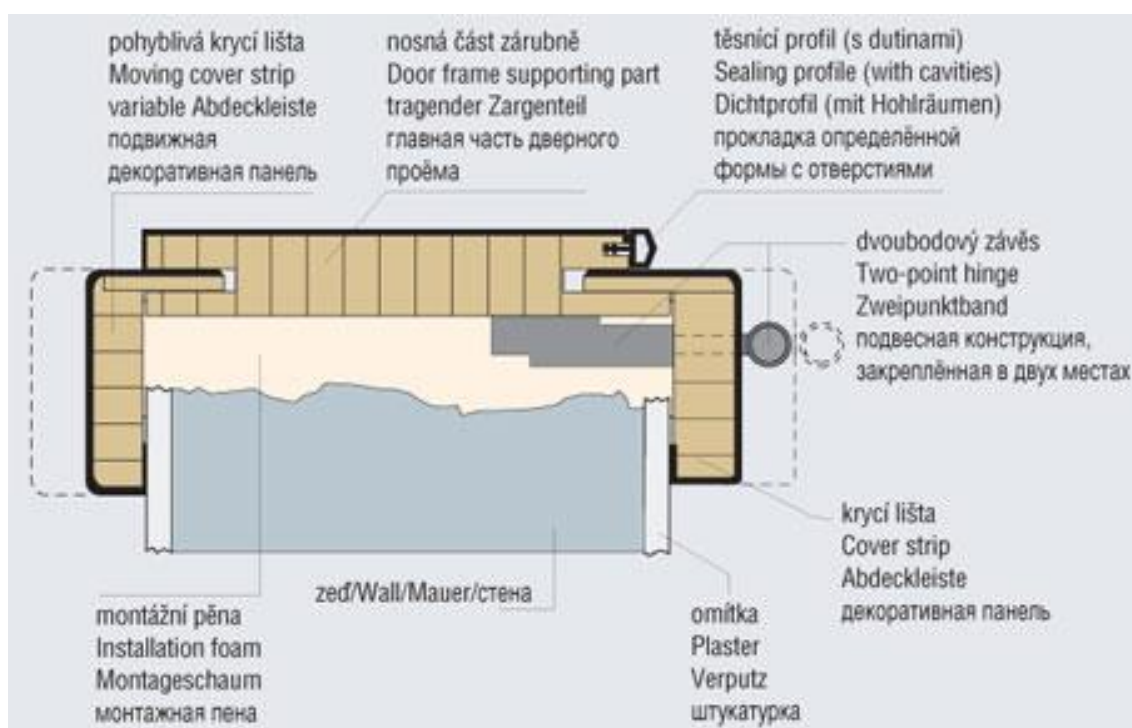 pohyblivá krycí lišta
Moving cover strip
variable Abdeckleiste
подвижная
декоративная панель
nosná část zárubně
Door frame supporting part
tragender Zargenteil
главная часть дверного
проёма
těsnící profil (s dutinami)
Sealing profile (with cavities)
Dichtprofil (mit Hohlräumen)
прокладка определённой
формы с отверстиями
dvoubodový závěs
Two-point hinge
Zweipunktband
подвесная конструкция,
закреплённая в двух местах
krycí lišta
Cover strip
Abdeckleiste
декоративная панель
zeď/Wall/Mauer/стена
montážní pěna
Installation foam
Montageschaum
монтажная пена
omítka
Plaster
Verputz
штукатурка